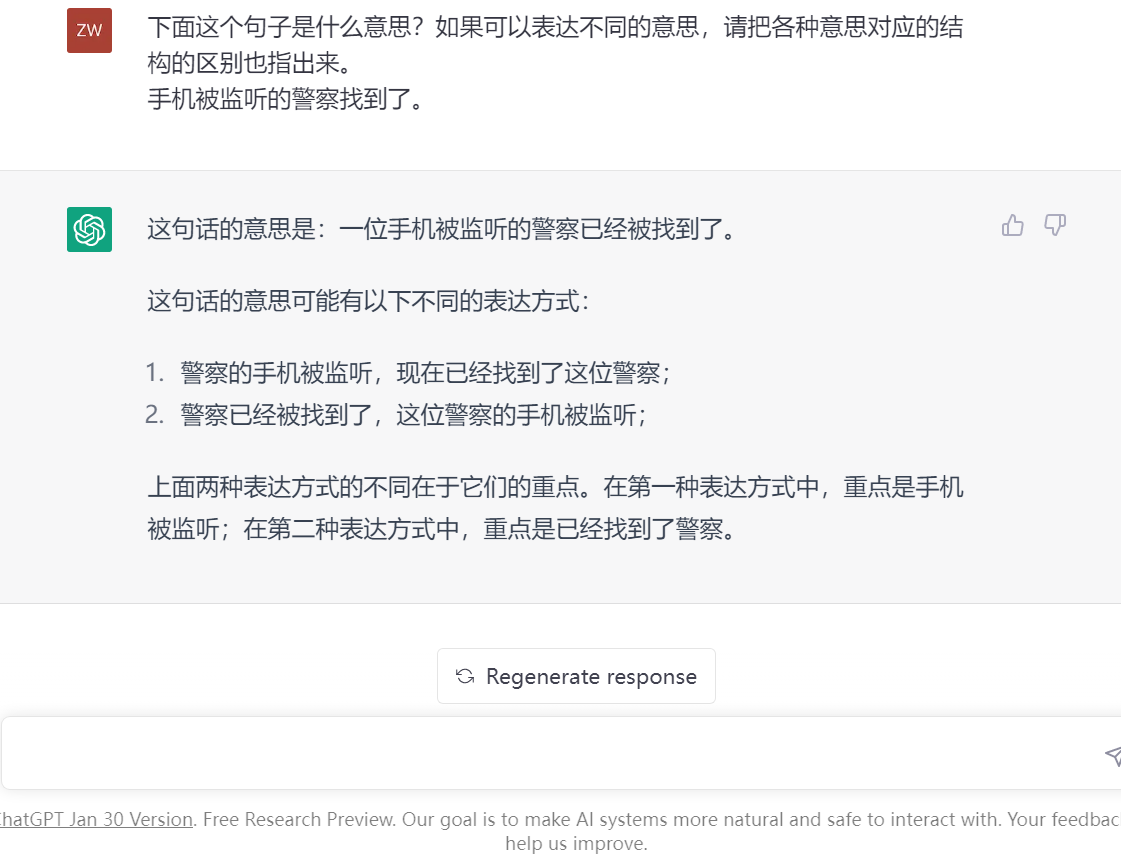 ZW
下面这个句子是什么意思？如果可以表达不同的意思，请把各种意思对应的结
构的区别也指出来。
手机被监听的警察找到了。
这句话的意思是：一位手机被监听的警察已经被找到了。
这句话的意思可能有以下不同的表达方式：
1. 警察的手机被监听，现在已经找到了这位警察；
2. 警察已经被找到了，这位警察的手机被监听；
上面两种表达方式的不同在于它们的重点。在第一种表达方式中，重点是手机
被监听；在第二种表达方式中，重点是已经找到了警察。
Regenerate response
hatGPT Jan 30 Version. Free Research Preview. Our goal is to make AI systems more natural and safe to interact with. Your feedbac
help us improve.